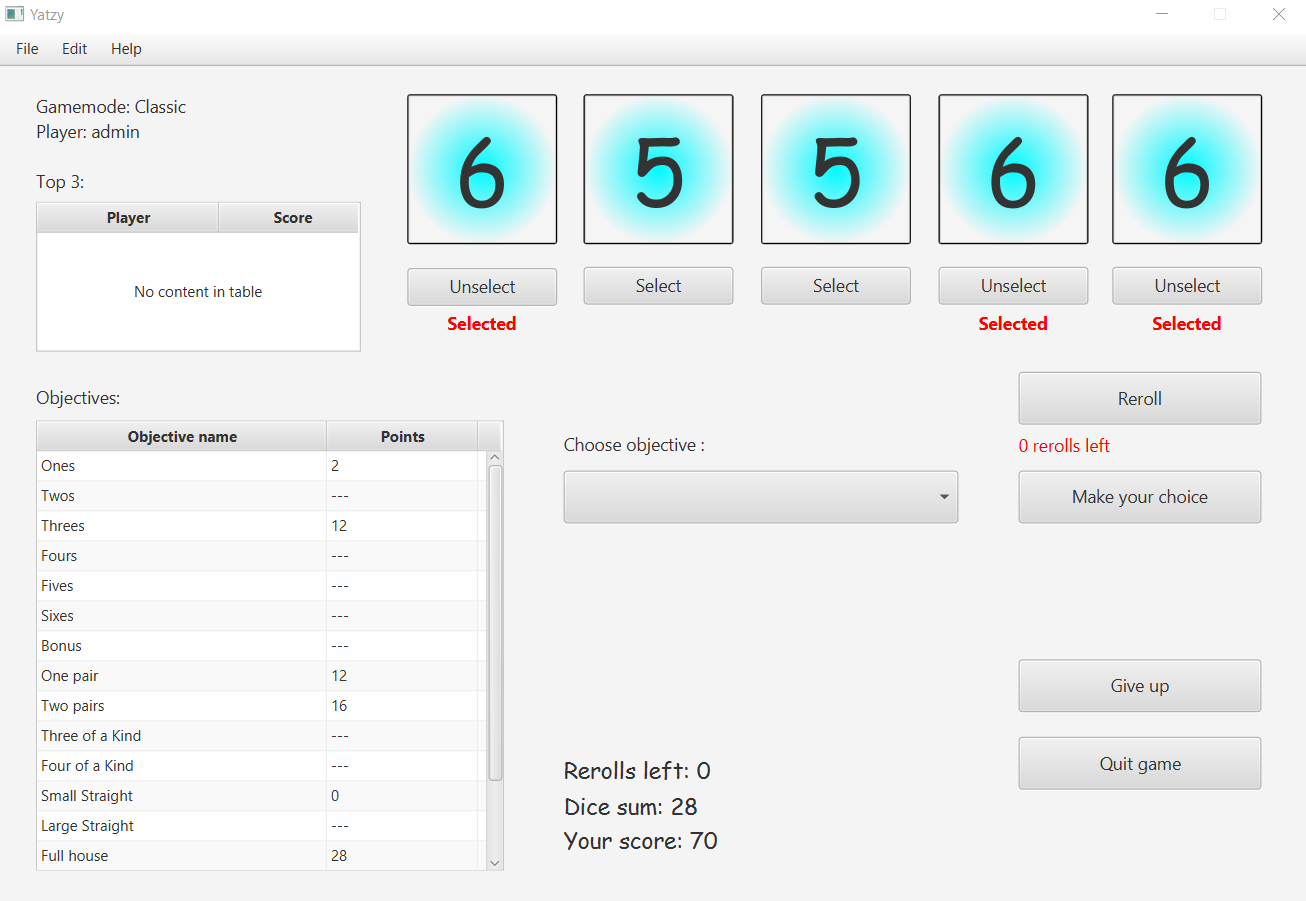 Yatzy
File Edit Help
Gamemode: Classic
Player: admin
Top 3:
Player Score
No content in table
6 5 5 6 6
Unselect Select Select Unselect Unselect
Selected Selected Selected
Objectives:
Objective name Points
Ones 2
Twos ---
Threes 12
Fours ---
Fives ---
Sixes ---
Bonus ---
One pair 12
Two pairs 16
Three of a Kind ---
Four of a Kind ---
Small Straight 0
Large Straight ---
Full house 28
Choose objective :
Reroll
0 rerolls left
Make your choice
Give up
Quit game
Rerolls left: 0
Dice sum: 28
Your score: 70